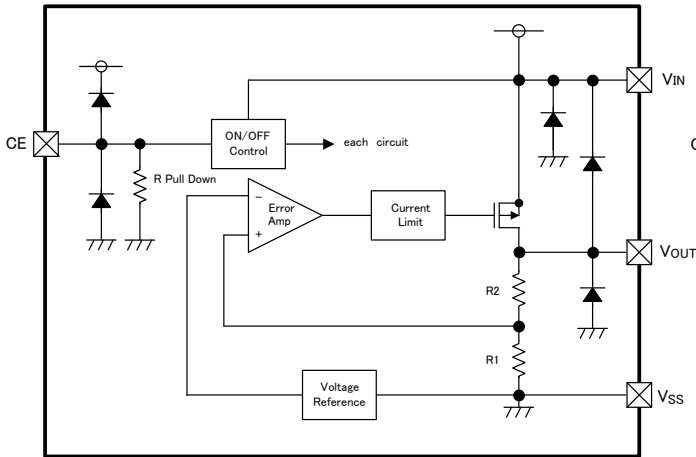 VIN
CE
ON/OFF
Control
each circuit
C
R Pull Down
−
Error
Amp
+
Current
Limit
VOUT
R2
R1
Voltage
Reference
VSS